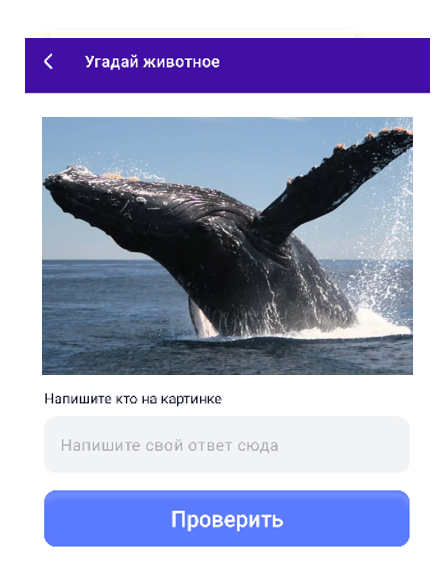 Угадай животное
Напишите кто на картинке
Напишите свой ответ сюда
Проверить